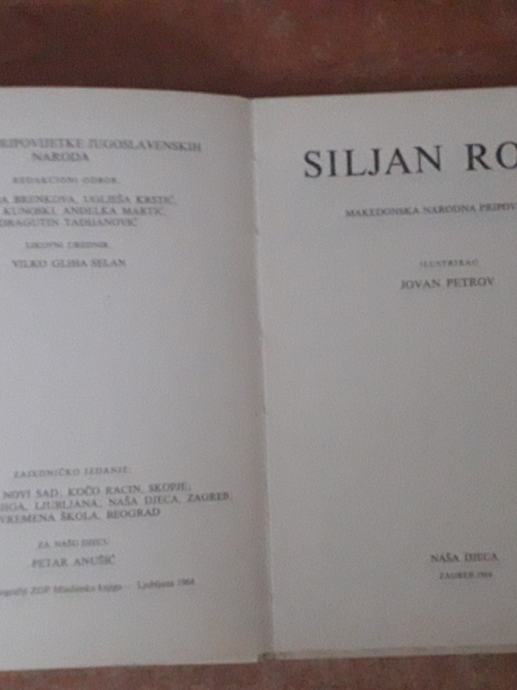 RIPOVIJETKE JUGOSLAVENSKIH
NARODA
REDAKCIONI ODBOR:
BRENKOVA, UGLJEŠA KRSTIĆ,
KUNOSKI, ANĐELKA MARTIĆ,
DRAGUTIN TADIJANOVIĆ
LIKOVNI UREDNIK
VILKO GLIHA SELAN
ZAJEDNIČKO IZDANJE:
NOVI SAD; KOČO RACIN, SKOPJE;
JIGA, LJUBLJANA; NAŠA DJECA, ZAGREB;
VREMENA ŠKOLA, BEOGRAD
ZA NAŠU DJECU
PETAR ANUŠIĆ
ZGP Mladinska knjiga — Ljubljana 1964
SILJAN RO
MAKEDONSKA NARODNA PRIPOV
ILUSTRIRAO
JOVAN PETROV
NAŠA DJECA
ZAGREB 1964